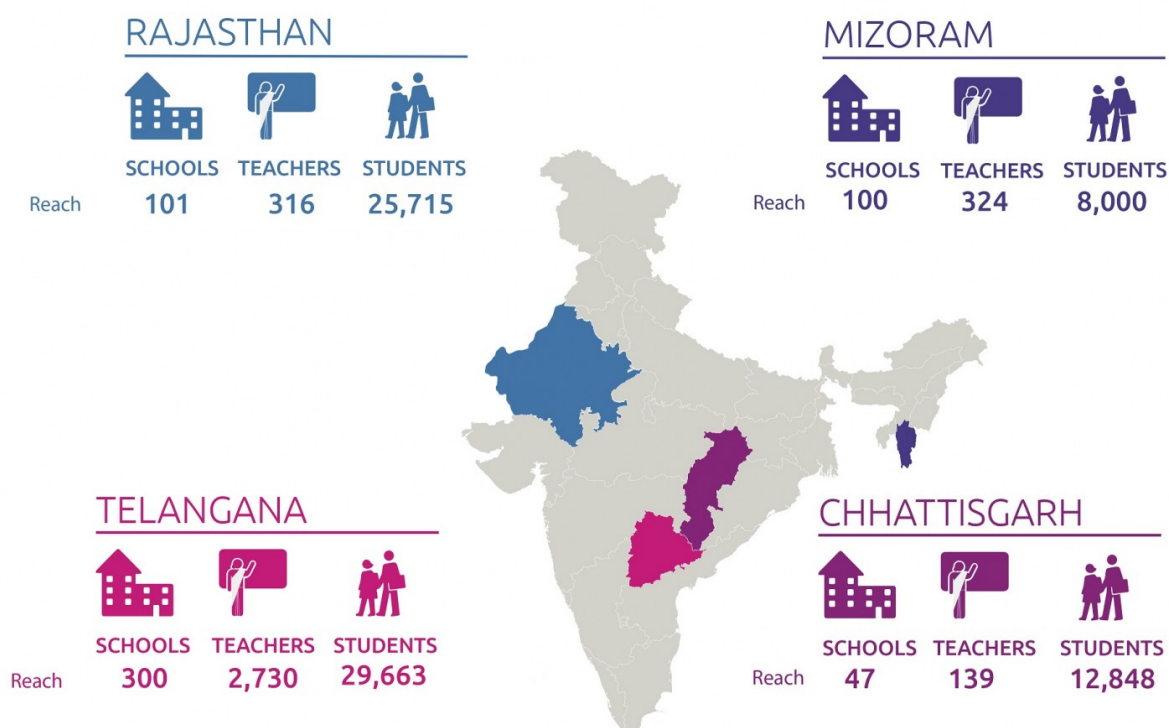 RAJASTHAN
SCHOOLS TEACHERS STUDENTS
Reach 101 316 25,715
MIZORAM
SCHOOLS TEACHERS STUDENTS
Reach 100 324 8,000
TELANGANA
SCHOOLS TEACHERS STUDENTS
Reach 300 2,730 29,663
CHHATTISGARH
SCHOOLS TEACHERS STUDENTS
Reach 47 139 12,848